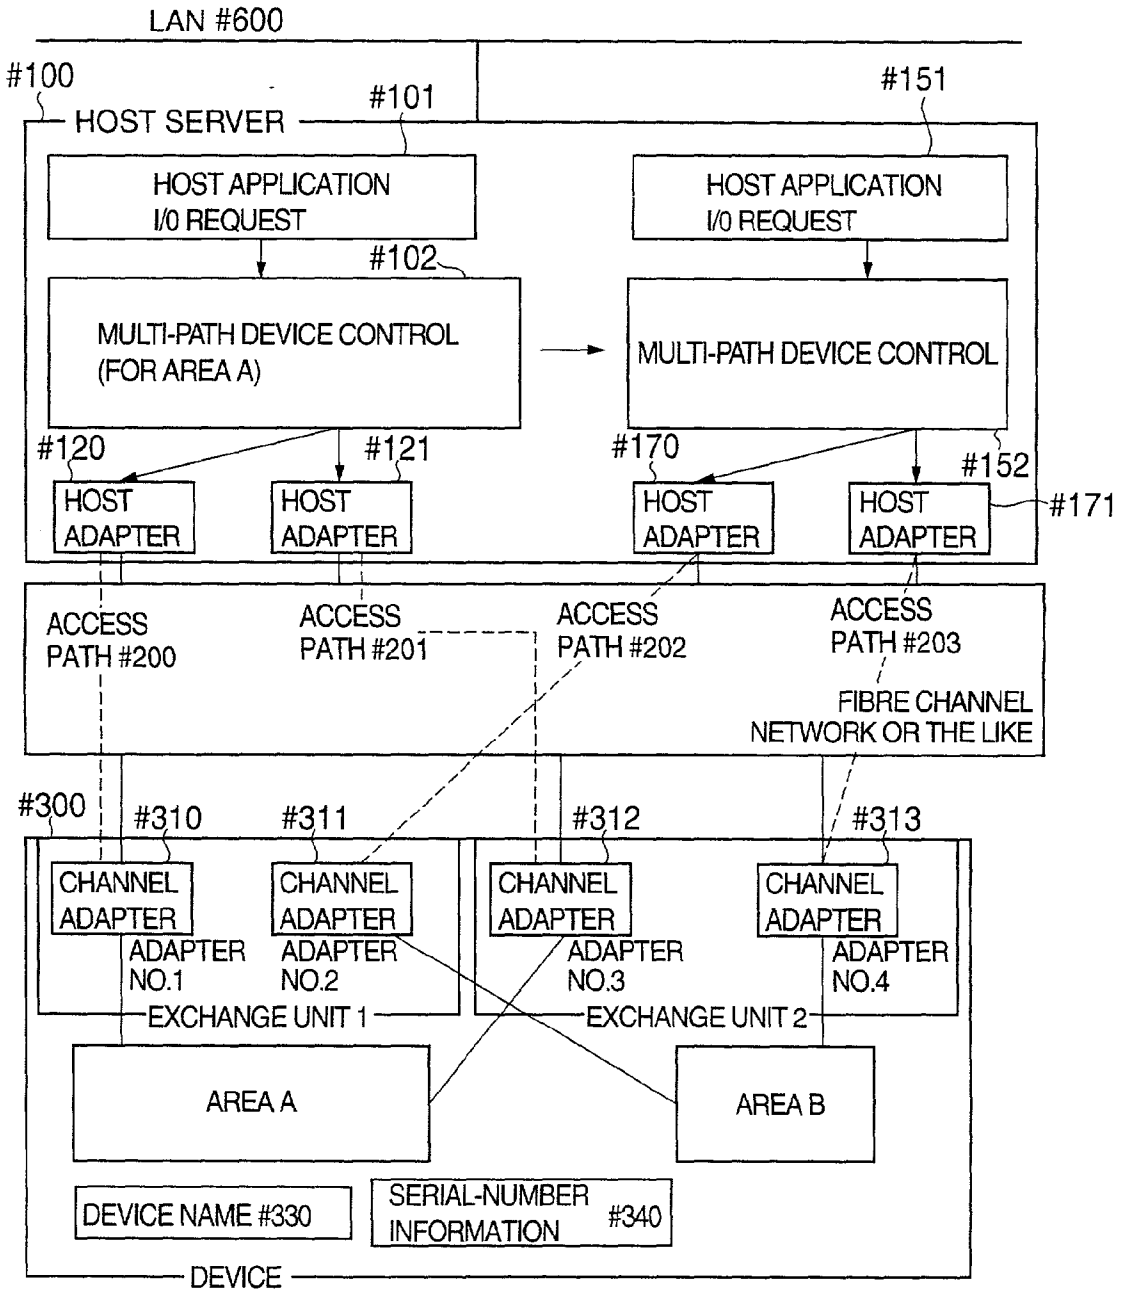 LAN #600
#100
#101
#151
HOST SERVER
HOST APPLICATION
I/0 REQUEST
HOST APPLICATION
I/0 REQUEST
#102
MULTI-PATH DEVICE CONTROL
(FOR AREA A)
MULTI-PATH DEVICE CONTROL
#120
#121
#170
#152
HOST
ADAPTER
HOST
ADAPTER
HOST
ADAPTER
HOST
ADAPTER
#171
ACCESS
PATH #200
ACCESS
PATH #201
ACCESS
PATH #202
ACCESS
PATH #203
FIBRE CHANNEL
NETWORK OR THE LIKE
#300
#310
#311
#312
#313
CHANNEL
ADAPTER
CHANNEL
ADAPTER
CHANNEL
ADAPTER
CHANNEL
ADAPTER
ADAPTER
NO.1
ADAPTER
NO.2
ADAPTER
NO.3
ADAPTER
NO.4
EXCHANGE UNIT 1
EXCHANGE UNIT 2
AREA A
AREA B
DEVICE NAME #330
SERIAL-NUMBER
INFORMATION
#340
DEVICE